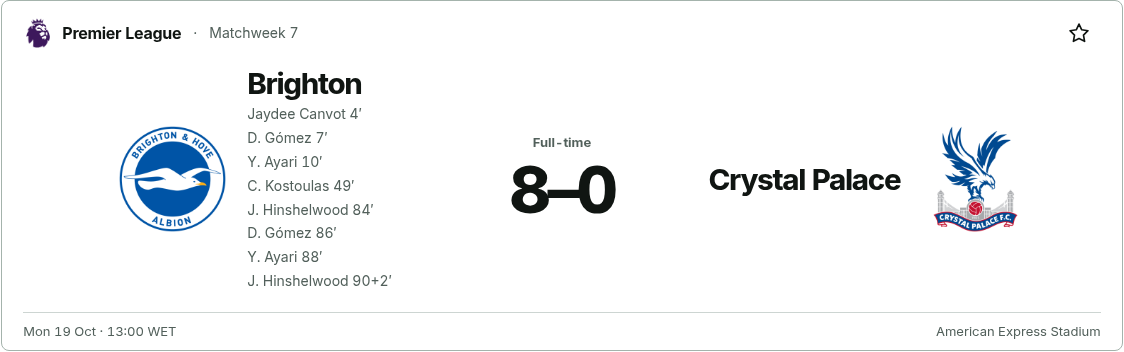 Premier League · Matchweek 7
Brighton
Jaydee Canvot 4′
D. Gómez 7′
Y. Ayari 10′
C. Kostoulas 49′
J. Hinshelwood 84′
D. Gómez 86′
Y. Ayari 88′
J. Hinshelwood 90+2′
BRIGHTON & HOVE
ALBION
Full-time
8–0
Crystal Palace
CRYSTAL PALACE F.C.
Mon 19 Oct · 13:00 WET
American Express Stadium